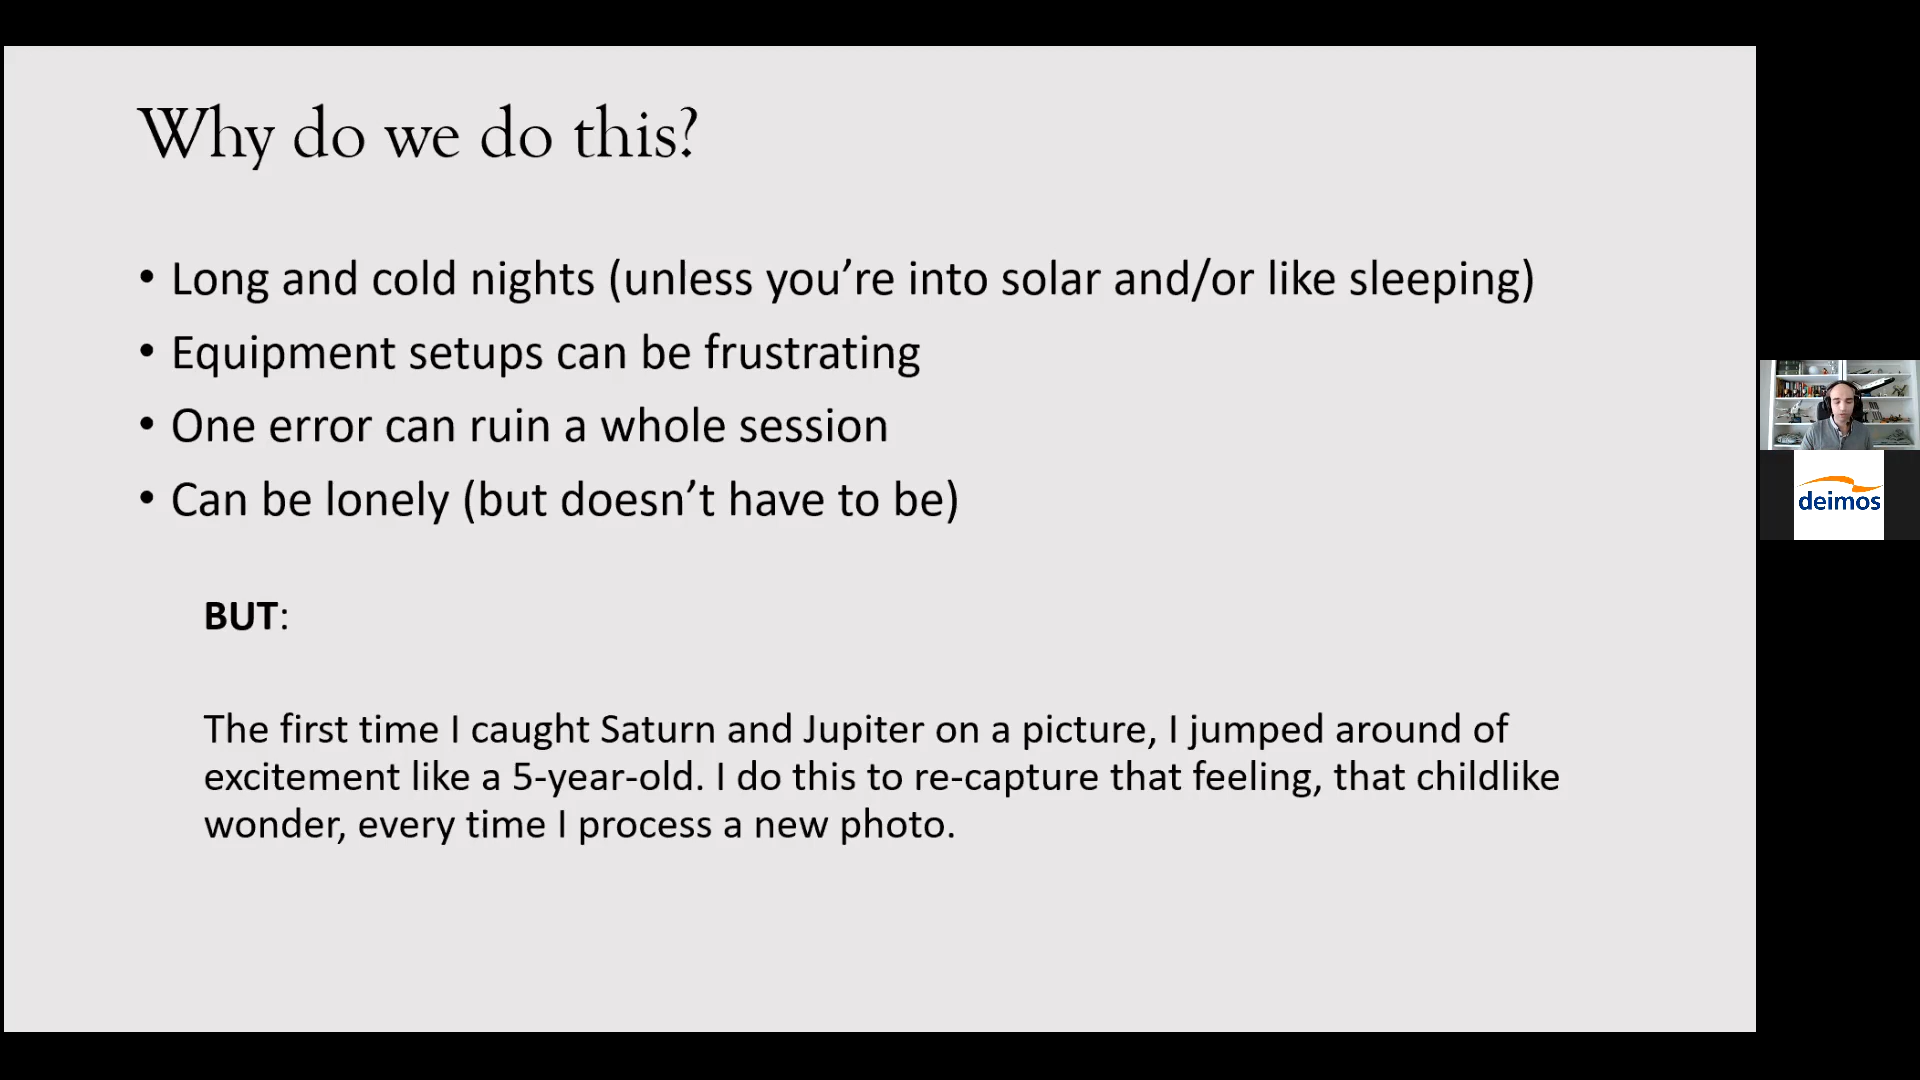 Why do we do this?
• Long and cold nights (unless you’re into solar and/or like sleeping)
• Equipment setups can be frustrating
• One error can ruin a whole session
• Can be lonely (but doesn’t have to be)
BUT:
The first time I caught Saturn and Jupiter on a picture, I jumped around of
excitement like a 5-year-old. I do this to re-capture that feeling, that childlike
wonder, every time I process a new photo.
deimos